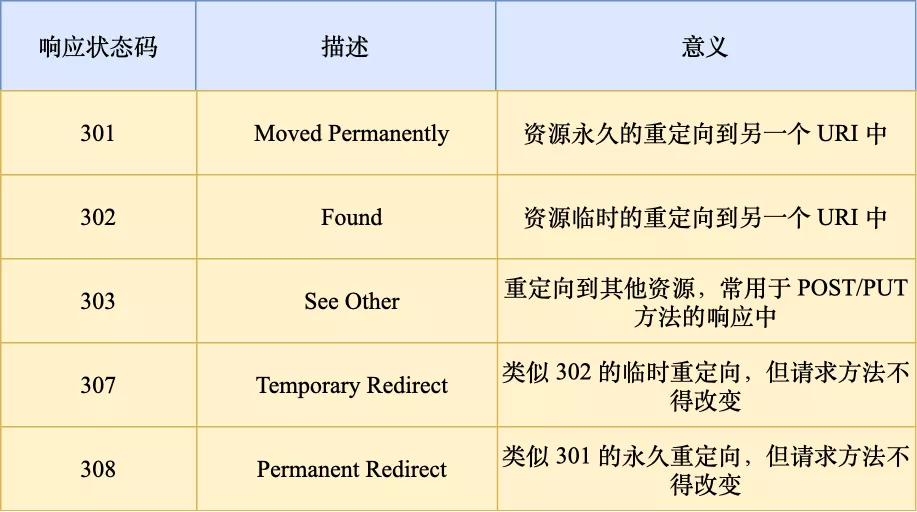 响应状态码 描述 意义
301 Moved Permanently 资源永久的重定向到另一个 URI 中
302 Found 资源临时的重定向到另一个 URI 中
303 See Other 重定向到其他资源，常用于 POST/PUT
方法的响应中
307 Temporary Redirect 类似 302 的临时重定向，但请求方法不
得改变
308 Permanent Redirect 类似 301 的永久重定向，但请求方法不
得改变